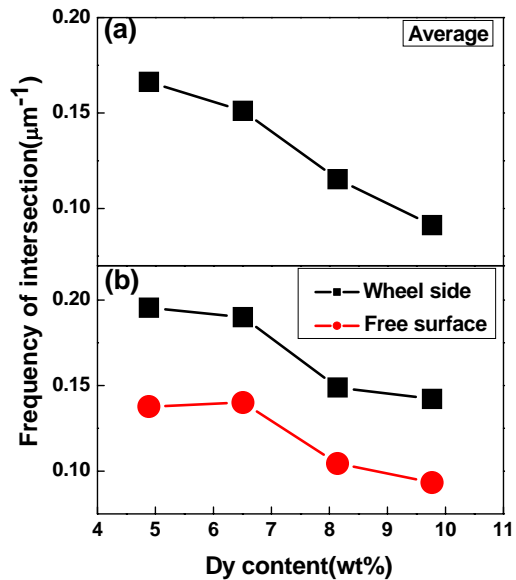 (a)
Average
0.20
0.15
0.10
Frequency of intersection(μm⁻¹)
(b)
Wheel side
Free surface
0.20
0.15
0.10
4 5 6 7 8 9 10 11
Dy content(wt%)